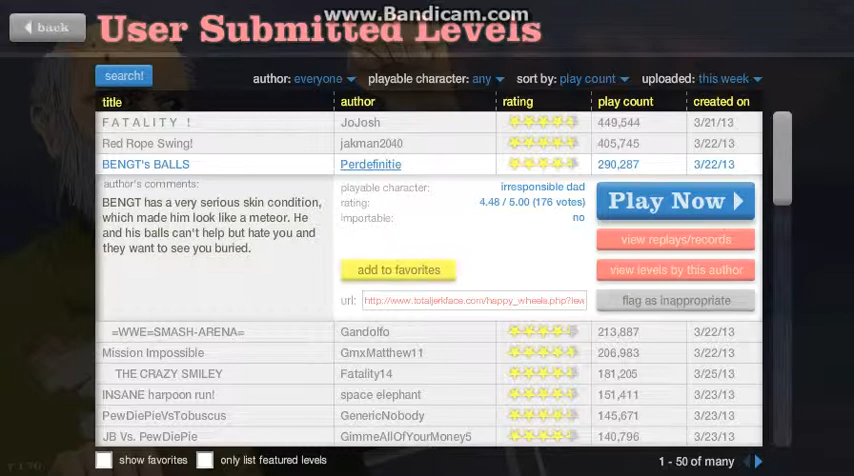 www.Bandicam.com
back
User Submitted Levels
search!
author: everyone playable character: any sort by: play count uploaded: this week
title author rating play count created on
F A T A L I T Y ! JoJosh 449,544 3/21/13
Red Rope Swing! jakman2040 405,745 3/22/13
BENGT's BALLS Perdefinitie 290,287 3/22/13
author's comments:
BENGT has a very serious skin condition,
which made him look like a meteor. He
and his balls can't help but hate you and
they want to see you buried.
playable character: irresponsible dad
rating: 4.48 / 5.00 (176 votes)
importable: no
add to favorites
url: http://www.totaljerkface.com/happy_wheels.php?lev
Play Now
view replays/records
view levels by this author
flag as inappropriate
=WWE=SMASH-ARENA= Gandolfo 213,887 3/22/13
Mission Impossible GmxMatthew11 206,983 3/22/13
THE CRAZY SMILEY Fatality14 181,205 3/25/13
INSANE harpoon run! space elephant 151,411 3/23/13
PewDiePieVsTobuscus GenericNobody 145,671 3/23/13
JB Vs. PewDiePie GimmeAllOfYourMoney5 140,796 3/23/13
show favorites only list featured levels 1 - 50 of many